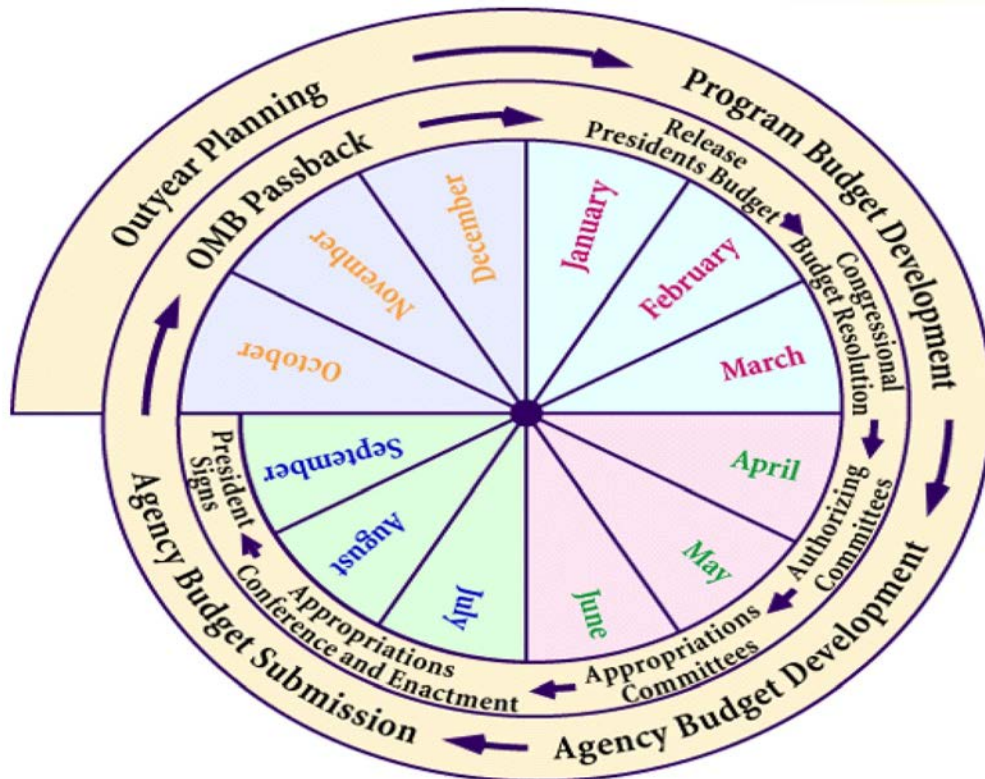 Outyear Planning
Program Budget Development
Agency Budget Development
Agency Budget Submission
OMB Passback
Release
Presidents Budget
Congressional
Budget Resolution
Authorizing
Committees
Appropriations
Committees
Appropriations
Conference and Enactment
President
Signs
January
February
March
April
May
June
July
August
September
October
November
December